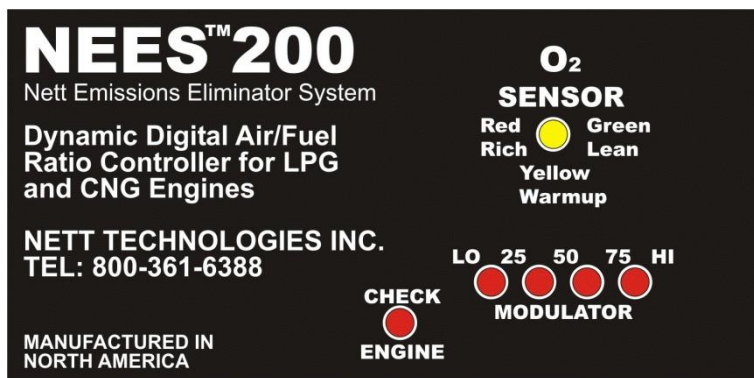 NEES™200
Nett Emissions Eliminator System
Dynamic Digital Air/Fuel
Ratio Controller for LPG
and CNG Engines
NETT TECHNOLOGIES INC.
TEL: 800-361-6388
MANUFACTURED IN
NORTH AMERICA
O₂
SENSOR
Red Green
Rich Lean
Yellow
Warmup
LO 25 50 75 HI
MODULATOR
CHECK
ENGINE